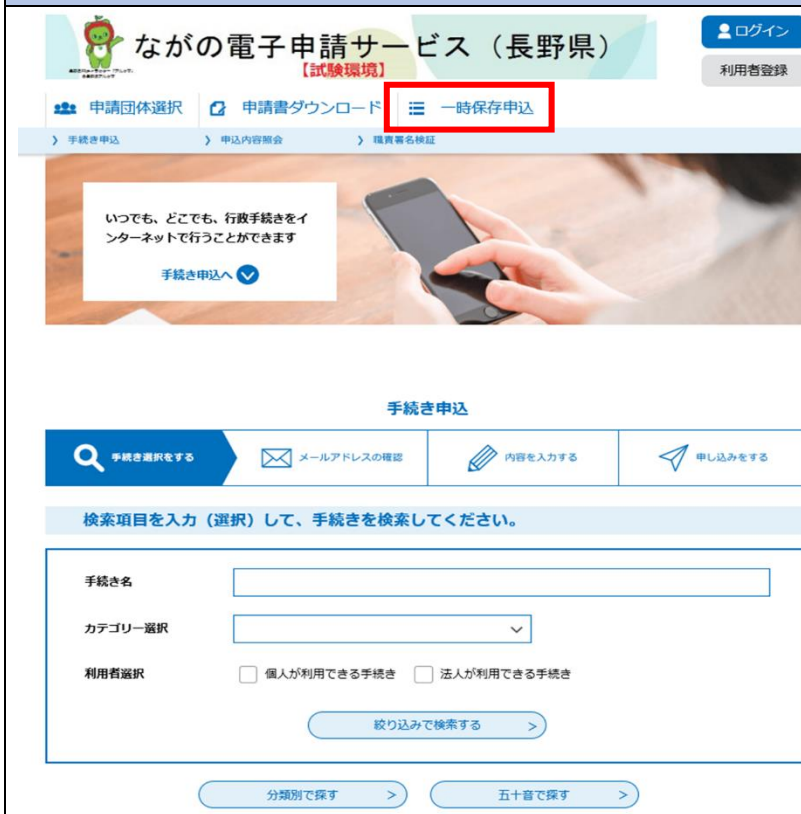 ながの電子申請サービス（長野県）
【試験環境】
ログイン
利用者登録
申請団体選択
申請書ダウンロード
一時保存申込
手続き申込
申込内容照会
職責署名検証
いつでも、どこでも、行政手続きをイ
ンターネットで行うことができます
手続き申込へ
手続き申込
手続き選択をする
メールアドレスの確認
内容を入力する
申し込みをする
検索項目を入力（選択）して、手続きを検索してください。
手続き名
カテゴリー選択
利用者選択
個人が利用できる手続き
法人が利用できる手続き
絞り込みで検索する
分類別で探す
五十音で探す